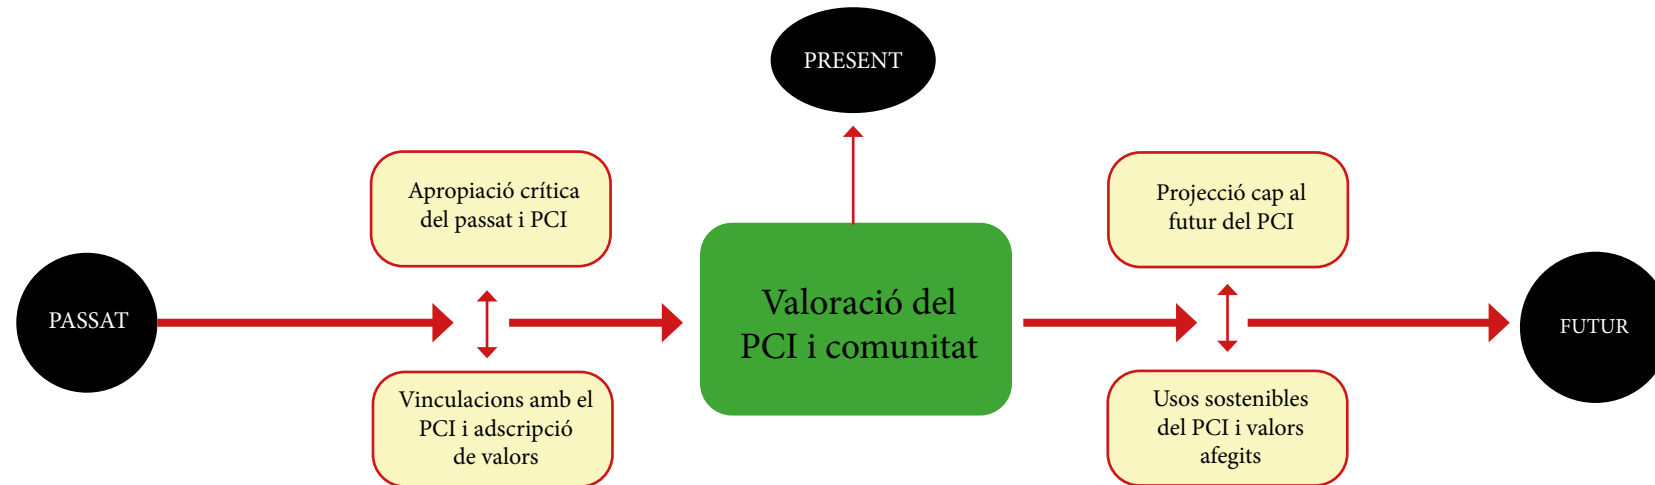 PRESENT
Apropiació crítica
del passat i PCI
Projecció cap al
futur del PCI
PASSAT
Valoració del
PCI i comunitat
FUTUR
Vinculacions amb el
PCI i adscripció
de valors
Usos sostenibles
del PCI i valors
afegits